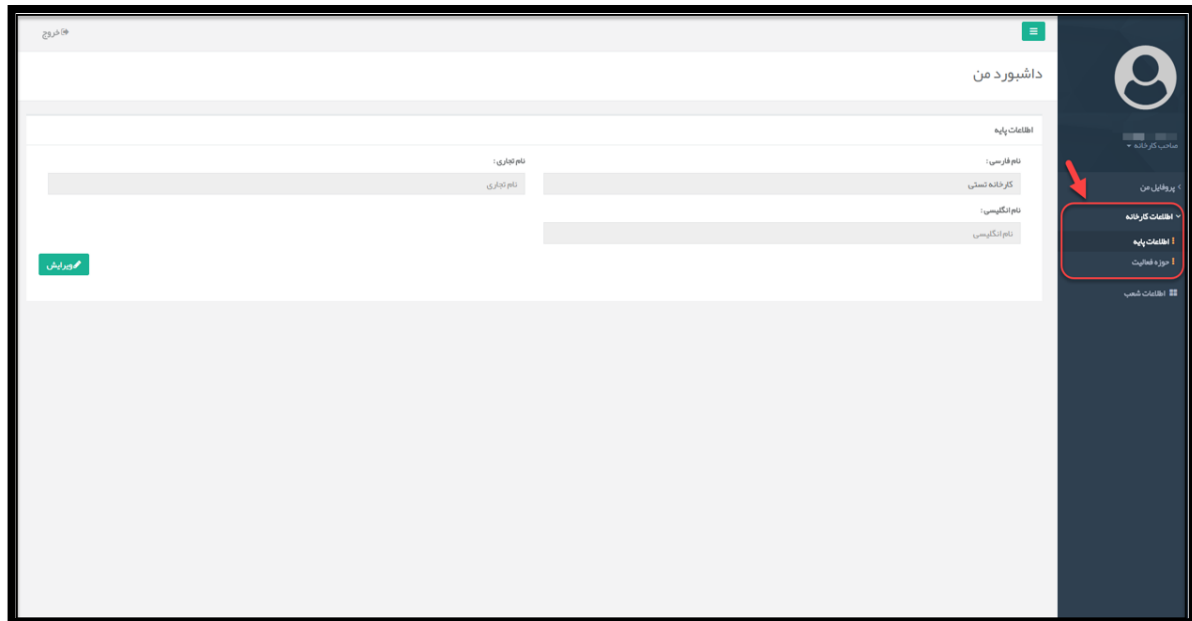 خروج
داشبورد من
صاحب کارخانه
پروفایل من
اطلاعات کارخانه
اطلاعات پایه
حوزه فعالیت
اطلاعات شعب
اطلاعات پایه
نام فارسی :
نام تجاری :
کارخانه تستی
نام تجاری
نام انگلیسی :
نام انگلیسی
ویرایش